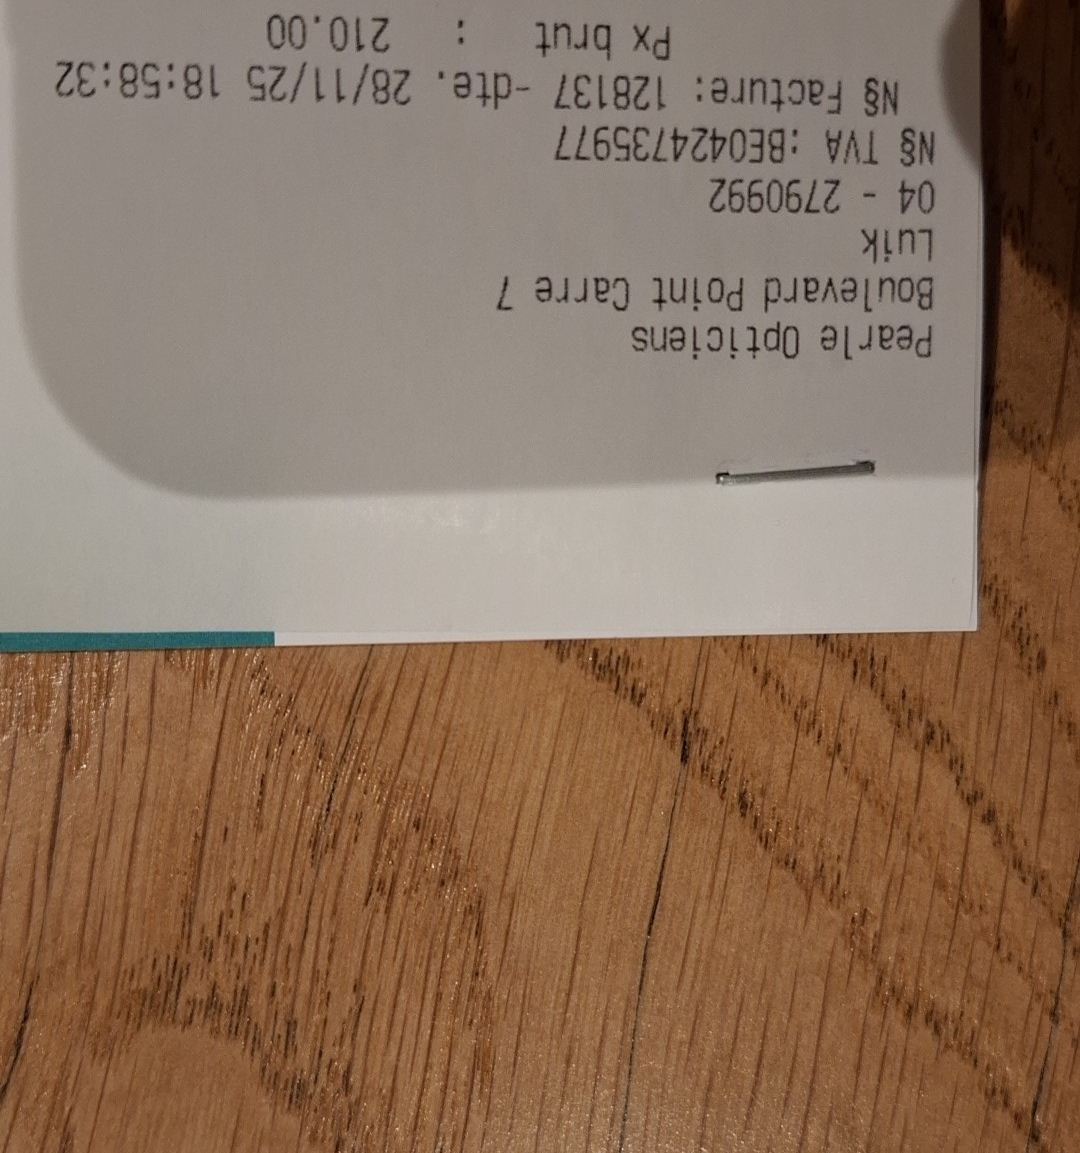 Pearle Opticiens
Boulevard Point Carre 7
Luik
04 - 2790992
N§ TVA :BE0424735977
N§ Facture: 128137 -dte. 28/11/25 18:58:32
Px brut : 210.00